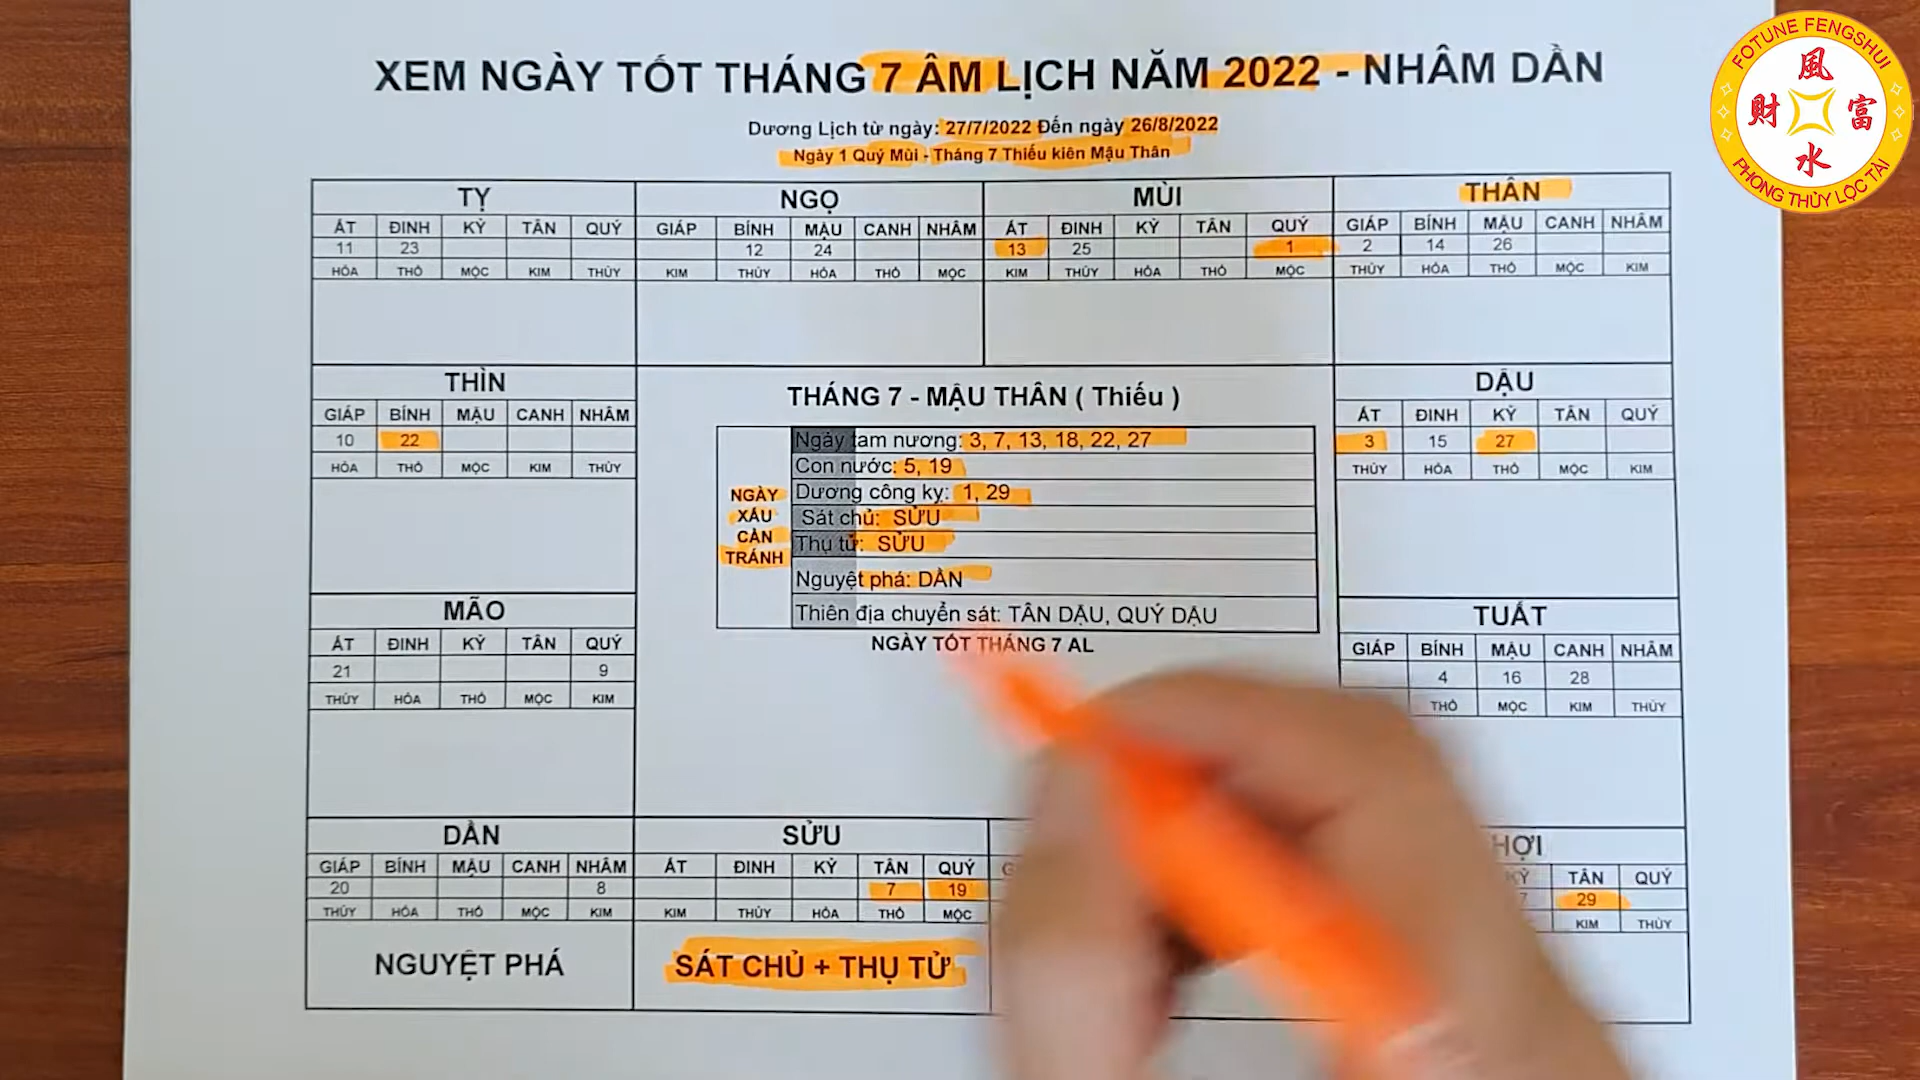 XEM NGÀY TỐT THÁNG 7 ÂM LỊCH NĂM 2022 - NHÂM DẦN
Dương Lịch từ ngày: 27/7/2022 Đến ngày 26/8/2022
Ngày 1 Quý Mùi - Tháng 7 Thiếu kiên Mậu Thân
FOTUNE FENGSHUI
風
財 富
水
PHONG THỦY LỘC TÀI
TỴ NGỌ MÙI THÂN
ÁT ĐINH KỶ TÂN QUÝ GIÁP BÍNH MẬU CANH NHÂM ÁT ĐINH KỶ TÂN QUÝ GIÁP BÍNH MẬU CANH NHÂM
11 23 12 24 13 25 1 2 14 26
HỎA THỔ MỘC KIM THỦY KIM THỦY HỎA THỔ MỘC KIM THỦY HỎA THỔ MỘC THỦY HỎA THỔ MỘC KIM
THÌN
GIÁP BÍNH MẬU CANH NHÂM
10 22
HỎA THỔ MỘC KIM THỦY
THÁNG 7 - MẬU THÂN ( Thiếu )
NGÀY XẤU CẦN TRÁNH
Ngày tam nương: 3, 7, 13, 18, 22, 27
Con nước: 5, 19
Dương công kỵ: 1, 29
Sát chủ: SỬU
Thụ tử: SỬU
Nguyệt phá: DẦN
Thiên địa chuyển sát: TÂN DẬU, QUÝ DẬU
NGÀY TỐT THÁNG 7 AL
DẬU
ÁT ĐINH KỶ TÂN QUÝ
3 15 27
THỦY HỎA THỔ MỘC KIM
MÃO
ÁT ĐINH KỶ TÂN QUÝ
21 9
THỦY HỎA THỔ MỘC KIM
TUẤT
GIÁP BÍNH MẬU CANH NHÂM
4 16 28
THỔ MỘC KIM THỦY
DẦN SỬU HỢI
GIÁP BÍNH MẬU CANH NHÂM ÁT ĐINH KỶ TÂN QUÝ KỶ TÂN QUÝ
20 8 7 19 29
THỦY HỎA THỔ MỘC KIM KIM THỦY HỎA THỔ MỘC KIM THỦY
NGUYỆT PHÁ SÁT CHỦ + THỤ TỬ